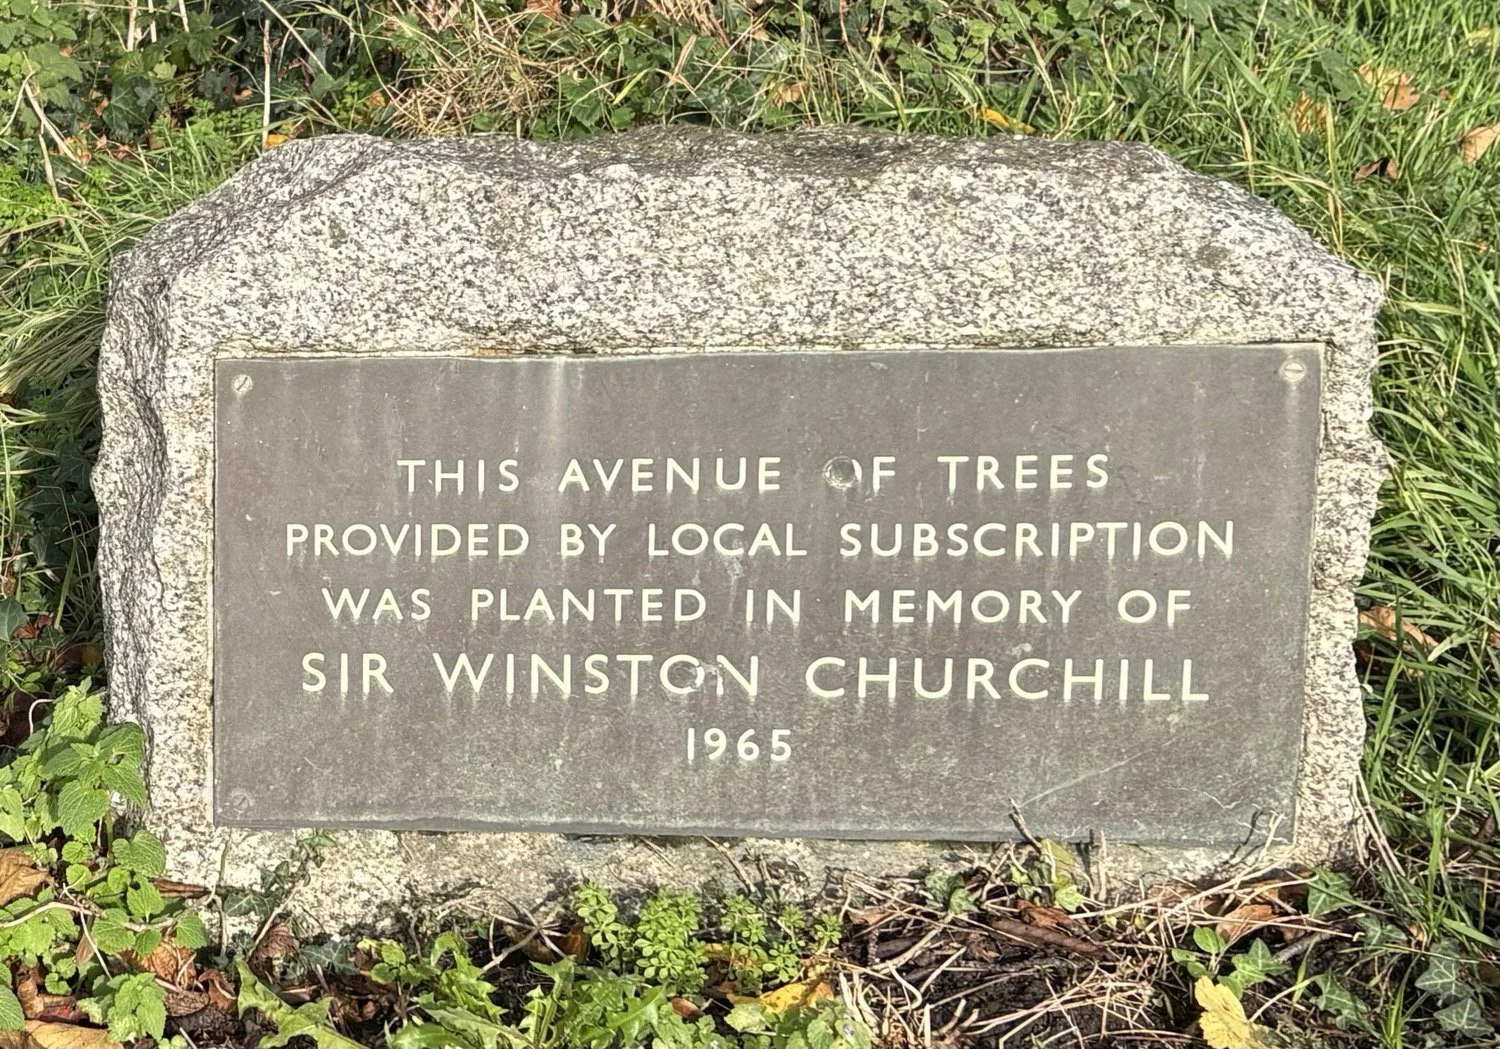 THIS AVENUE OF TREES
PROVIDED BY LOCAL SUBSCRIPTION
WAS PLANTED IN MEMORY OF
SIR WINSTON CHURCHILL
1965